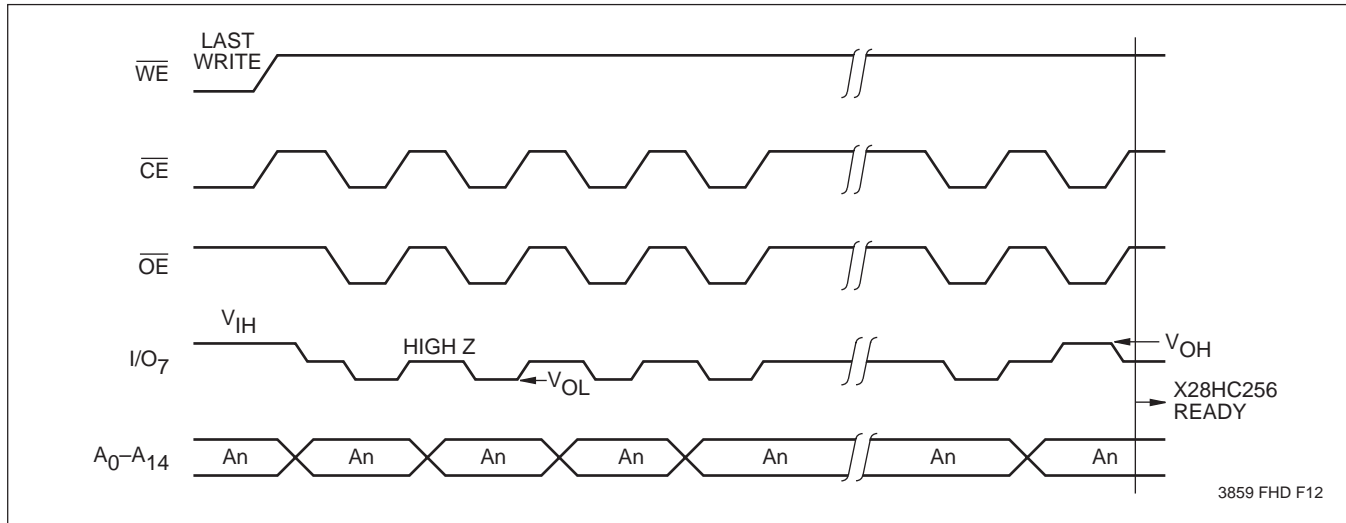 LAST
WRITE
WE
CE
OE
VIH
I/O7
HIGH Z
VOL
VOH
X28HC256
READY
A0–A14
An An An An An An An
3859 FHD F12